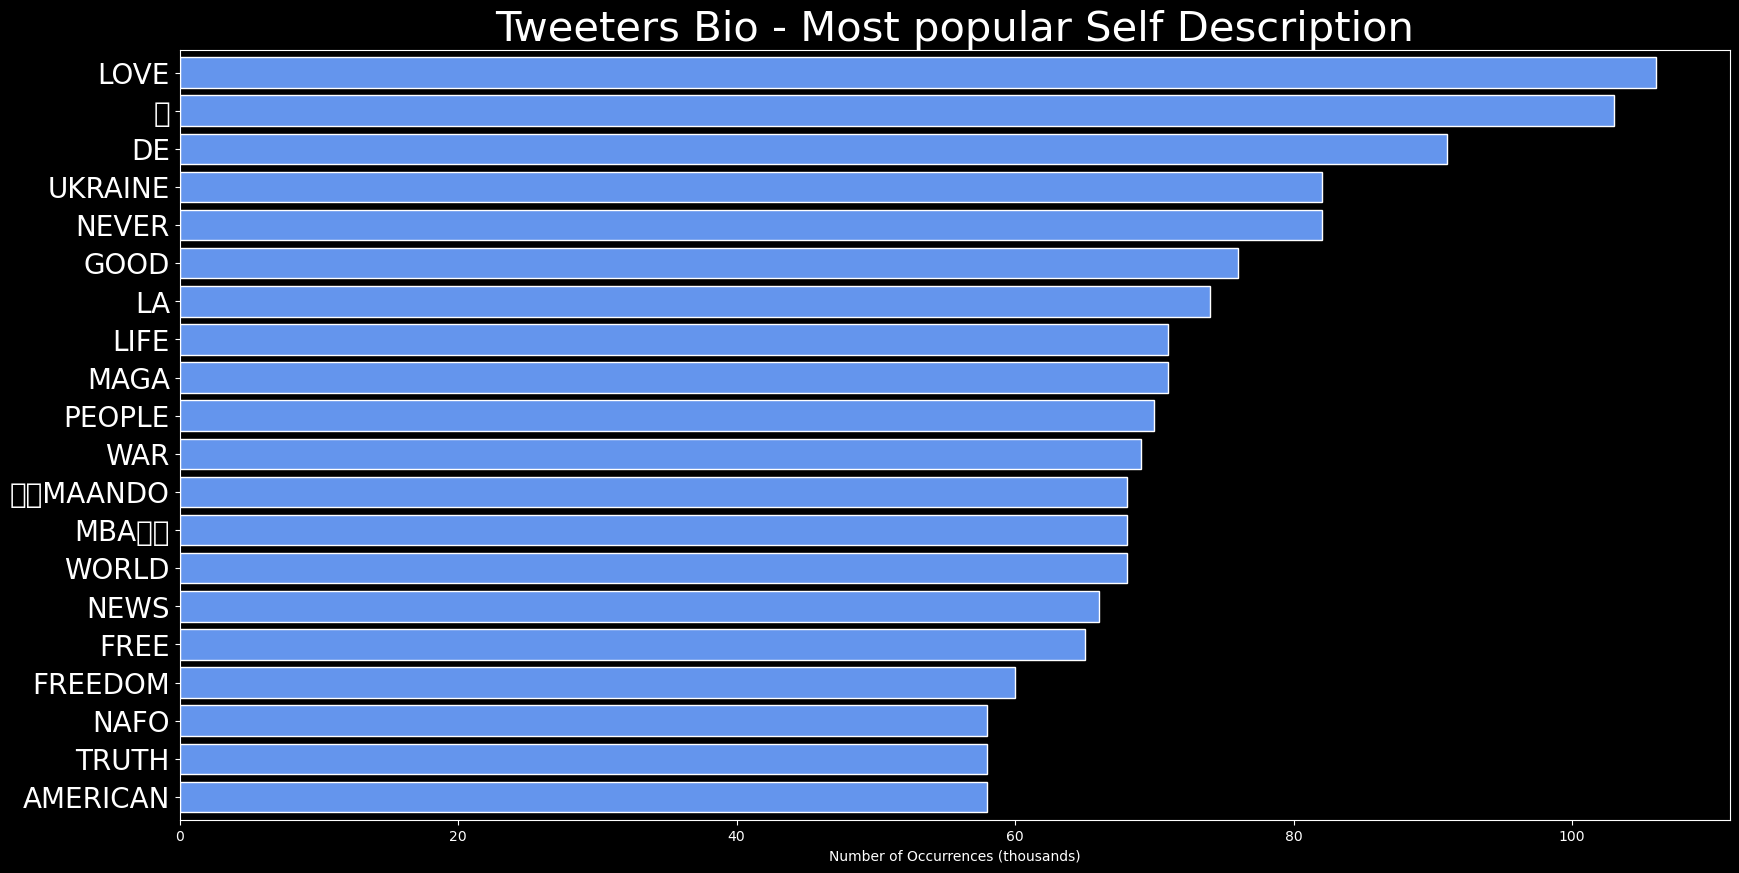 Tweeters Bio - Most popular Self Description
LOVE
DE
UKRAINE
NEVER
GOOD
LA
LIFE
MAGA
PEOPLE
WAR
MAANDO
MBA
WORLD
NEWS
FREE
FREEDOM
NAFO
TRUTH
AMERICAN
0 20 40 60 80 100
Number of Occurrences (thousands)